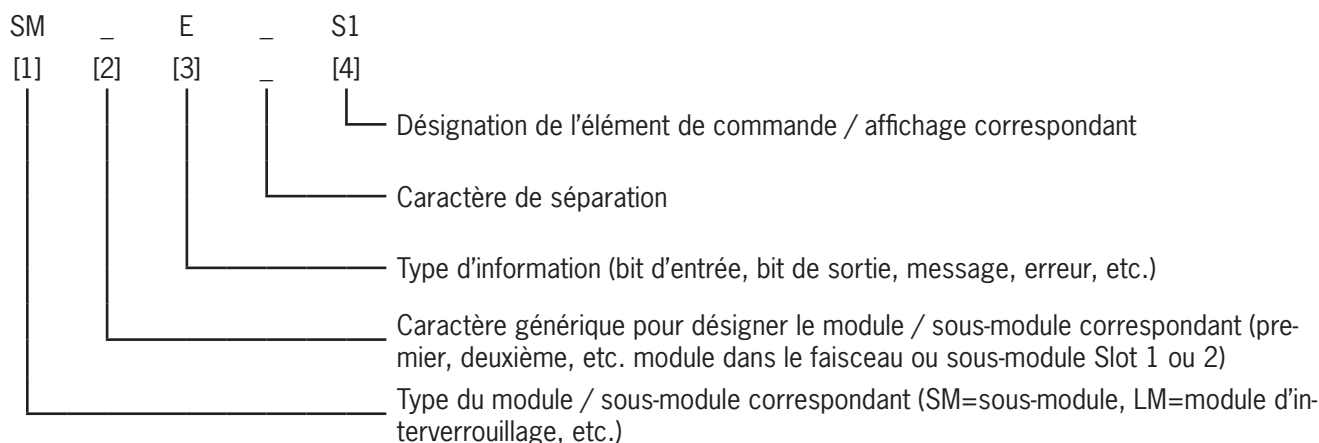 SM _ E _ S1
[1] [2] [3] _ [4]
Désignation de l'élément de commande / affichage correspondant
Caractère de séparation
Type d'information (bit d'entrée, bit de sortie, message, erreur, etc.)
Caractère générique pour désigner le module / sous-module correspondant (pre-
mier, deuxième, etc. module dans le faisceau ou sous-module Slot 1 ou 2)
Type du module / sous-module correspondant (SM=sous-module, LM=module d'in-
terverrouillage, etc.)